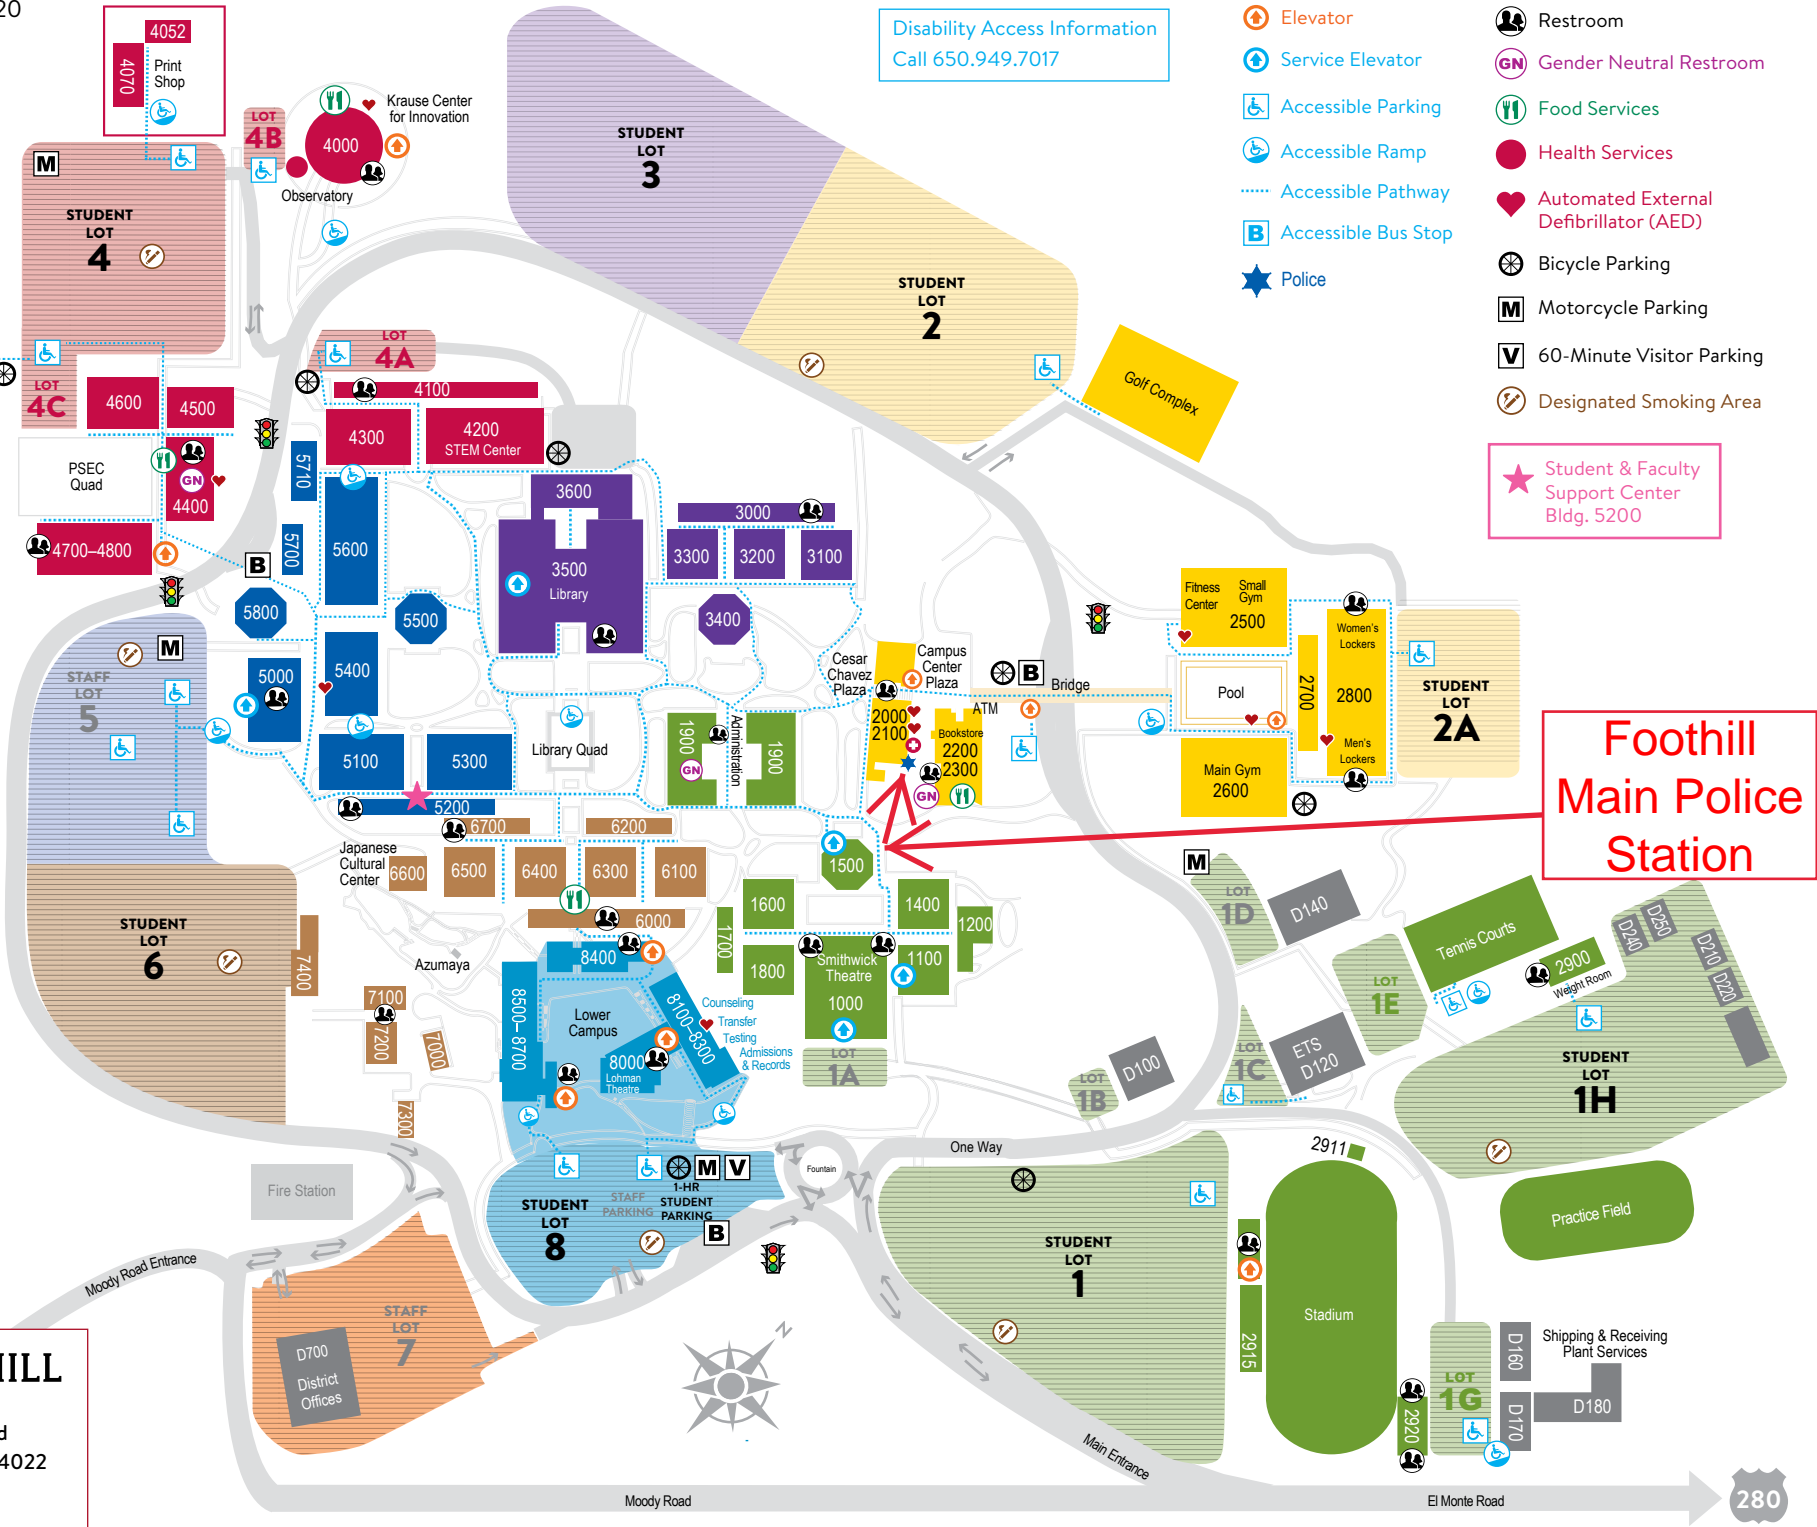 20
4052
4070
Print
Shop
Krause Center
for Innovation
4000
Observatory
LOT
4B
M
STUDENT
LOT
4
LOT
4C
LOT
4A
4100
4600
4500
4300
4200
STEM Center
PSEC
Quad
GN
4400
4700–4800
5710
5700
5600
B
5800
5500
3600
3500
Library
3000
3300
3200
3100
3400
STUDENT
LOT
3
STUDENT
LOT
2
Golf Complex
Disability Access Information
Call 650.949.7017
Elevator
Service Elevator
Accessible Parking
Accessible Ramp
Accessible Pathway
B
Accessible Bus Stop
Police
Restroom
GN
Gender Neutral Restroom
Food Services
Health Services
Automated External
Defibrillator (AED)
Bicycle Parking
M
Motorcycle Parking
V
60-Minute Visitor Parking
Designated Smoking Area
Student & Faculty
Support Center
Bldg. 5200
M
STAFF
LOT
5
5000
5400
5100
5300
5200
Library Quad
1900
GN
Administration
1900
Cesar
Chavez
Plaza
Campus
Center
Plaza
2000
2100
Bookstore
2200
2300
GN
ATM
B
Bridge
Fitness
Center
Small
Gym
2500
Pool
2700
Women's
Lockers
2800
Men's
Lockers
Main Gym
2600
STUDENT
LOT
2A
Foothill
Main Police
Station
6700
6200
Japanese
Cultural
Center
6600
6500
6400
6300
6100
6000
1500
1600
1400
1200
1700
1800
Smithwick
Theatre
1000
1100
LOT
1A
STUDENT
LOT
6
7400
Azumaya
7100
7200
7000
7300
8400
8500–8700
Lower
Campus
8000
Lohman
Theatre
8100–8300
Counseling
Transfer
Testing
Admissions
& Records
M
LOT
1D
D140
Tennis Courts
2900
Weight Room
D240
D250
D210
D220
LOT
1E
LOT
1C
ETS
D120
LOT
1B
D100
STUDENT
LOT
1H
One Way
Fountain
2911
Practice Field
Fire Station
STUDENT
LOT
8
STAFF
PARKING
M
V
1-HR
STUDENT
PARKING
B
STUDENT
LOT
1
Stadium
2915
2920
LOT
1G
D160
D170
D180
Shipping & Receiving
Plant Services
Moody Road Entrance
STAFF
LOT
7
D700
District
Offices
N
Main Entrance
HILL
d
4022
Moody Road
El Monte Road
280